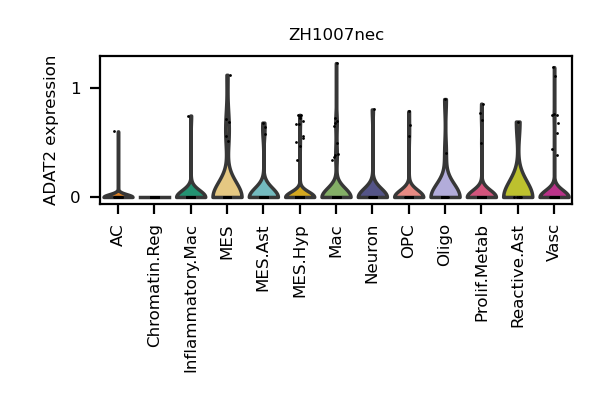 ZH1007nec
ADAT2 expression
1
0
AC
Chromatin.Reg
Inflammatory.Mac
MES
MES.Ast
MES.Hyp
Mac
Neuron
OPC
Oligo
Prolif.Metab
Reactive.Ast
Vasc